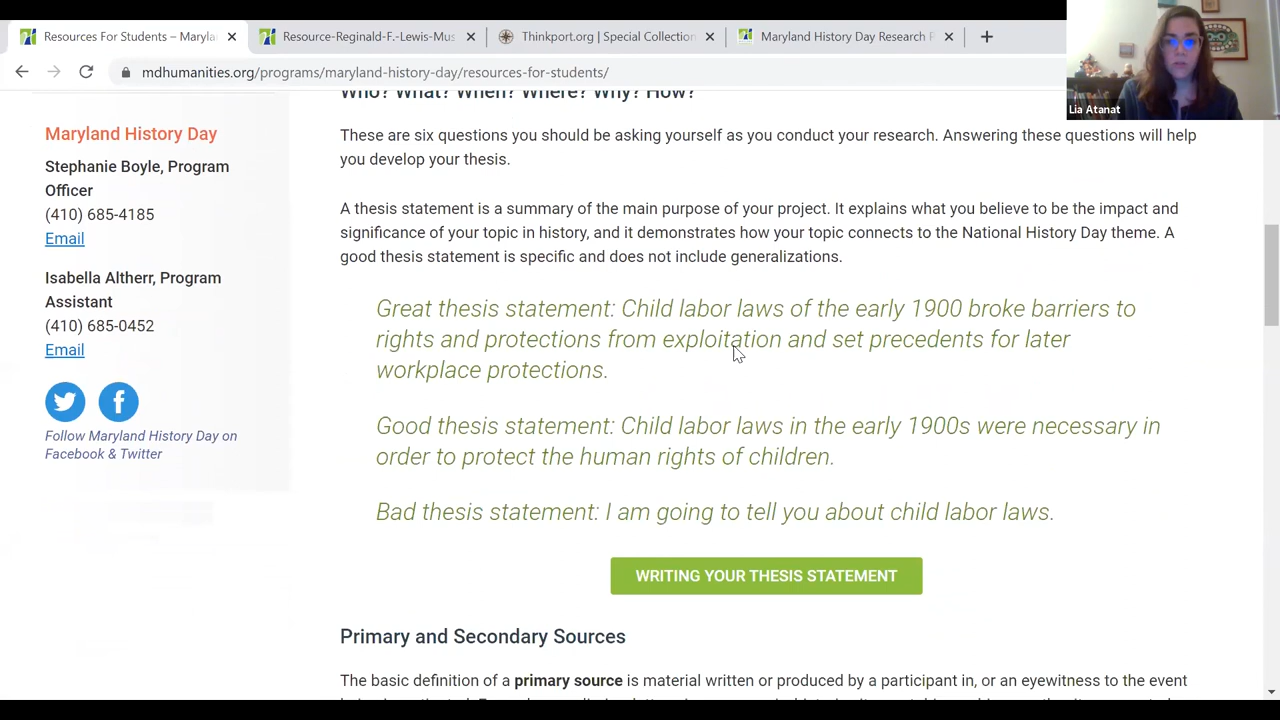 Resources For Students – Maryla
Resource-Reginald-F.-Lewis-Mus
Thinkport.org | Special Collection
Maryland History Day Research P
mdhumanities.org/programs/maryland-history-day/resources-for-students/
Lia Atanat
Maryland History Day
Stephanie Boyle, Program
Officer
(410) 685-4185
Email
Isabella Altherr, Program
Assistant
(410) 685-0452
Email
Follow Maryland History Day on
Facebook & Twitter
Who? What? When? Where? Why? How?
These are six questions you should be asking yourself as you conduct your research. Answering these questions will help
you develop your thesis.
A thesis statement is a summary of the main purpose of your project. It explains what you believe to be the impact and
significance of your topic in history, and it demonstrates how your topic connects to the National History Day theme. A
good thesis statement is specific and does not include generalizations.
Great thesis statement: Child labor laws of the early 1900 broke barriers to
rights and protections from exploitation and set precedents for later
workplace protections.
Good thesis statement: Child labor laws in the early 1900s were necessary in
order to protect the human rights of children.
Bad thesis statement: I am going to tell you about child labor laws.
WRITING YOUR THESIS STATEMENT
Primary and Secondary Sources
The basic definition of a primary source is material written or produced by a participant in, or an eyewitness to the event